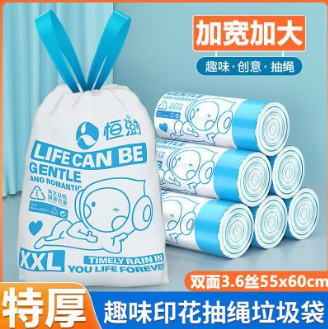 加宽加大
趣味·创意·抽绳
恒澍
LIFE CAN BE
GENTLE
AND ROMANTIC
XXL
TIMELY RAIN IN
YOU LIFE FOREVER
双面3.6丝55x60cm
特厚
趣味印花抽绳垃圾袋